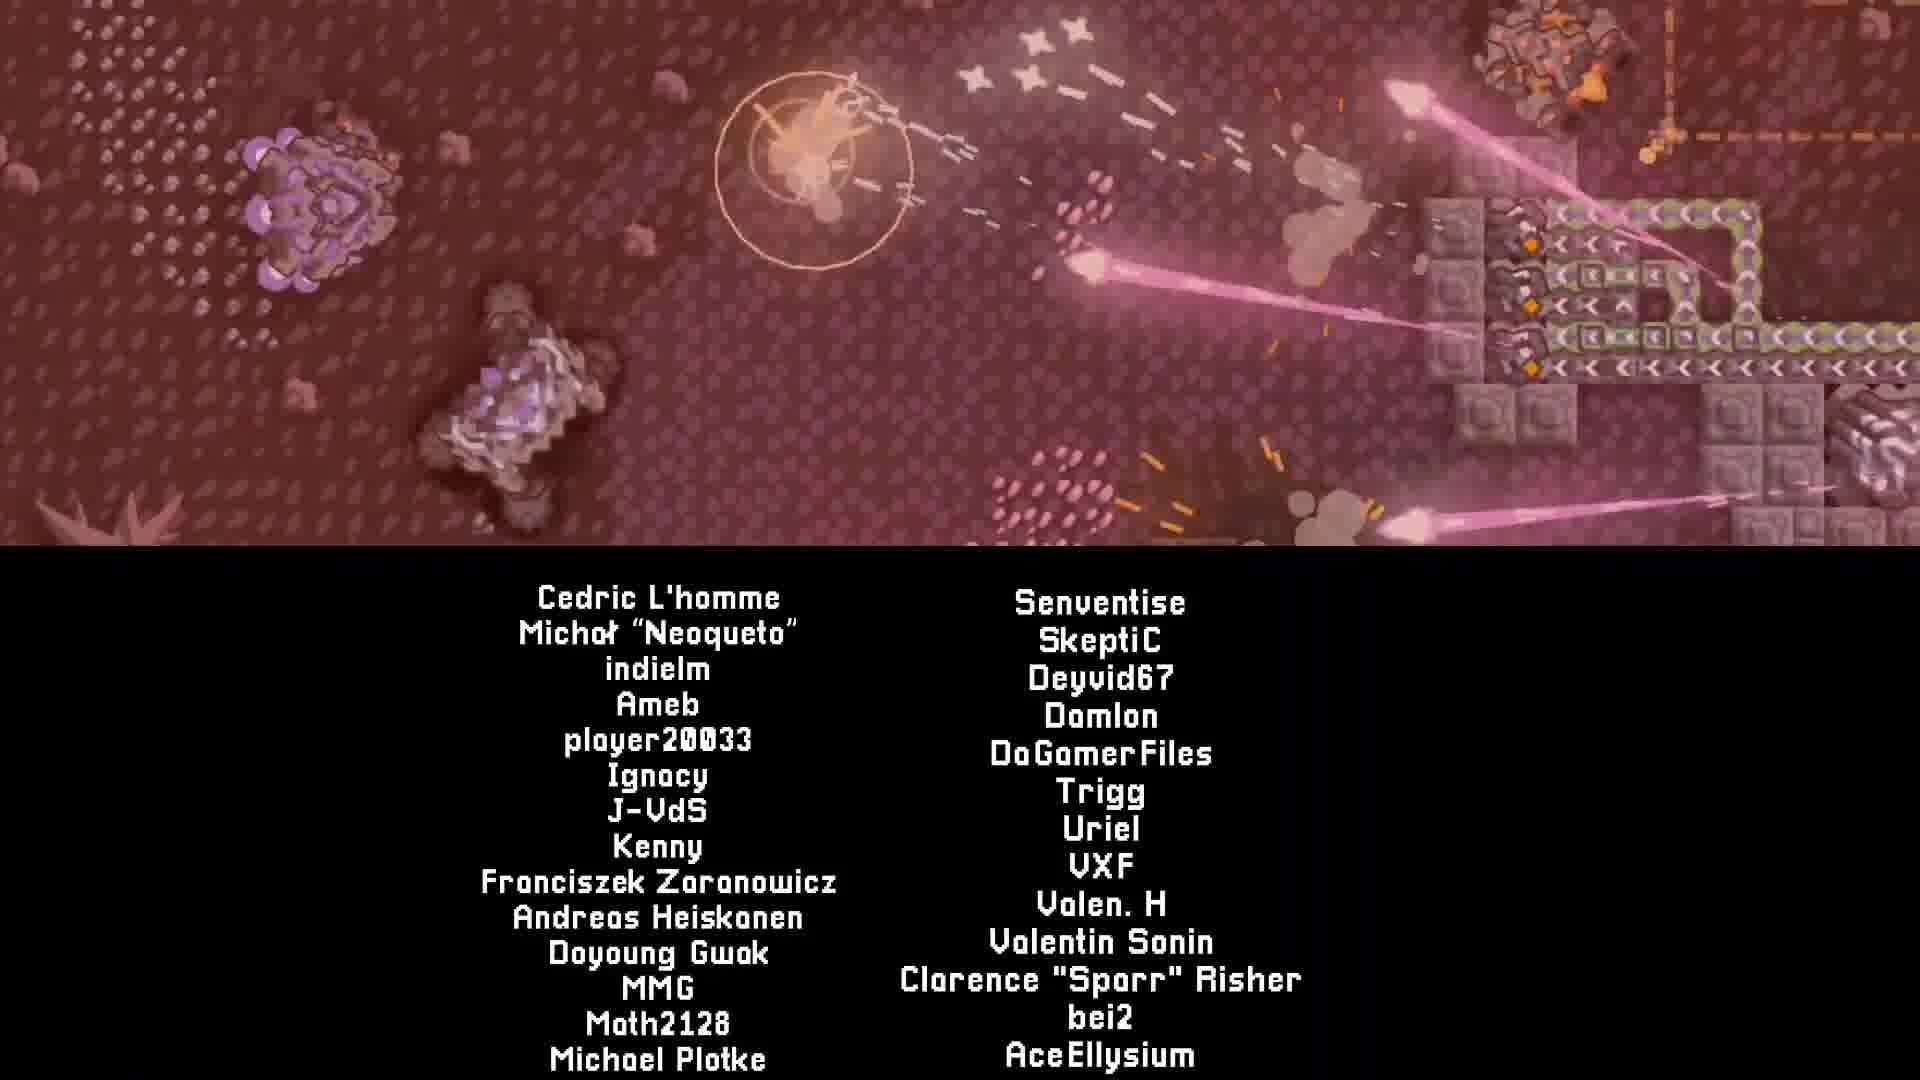 Cedric L'homme
Michał “Neoqueto”
indielm
Ameb
player20033
Ignacy
J-VdS
Kenny
Franciszek Zaranowicz
Andreas Heiskanen
Doyoung Gwak
MMG
Math2128
Michael Plotke
Senventise
SkeptiC
Deyvid67
Damlon
DaGamerFiles
Trigg
Uriel
VXF
Valen. H
Valentin Sonin
Clarence "Sparr" Risher
bei2
AceEllysium